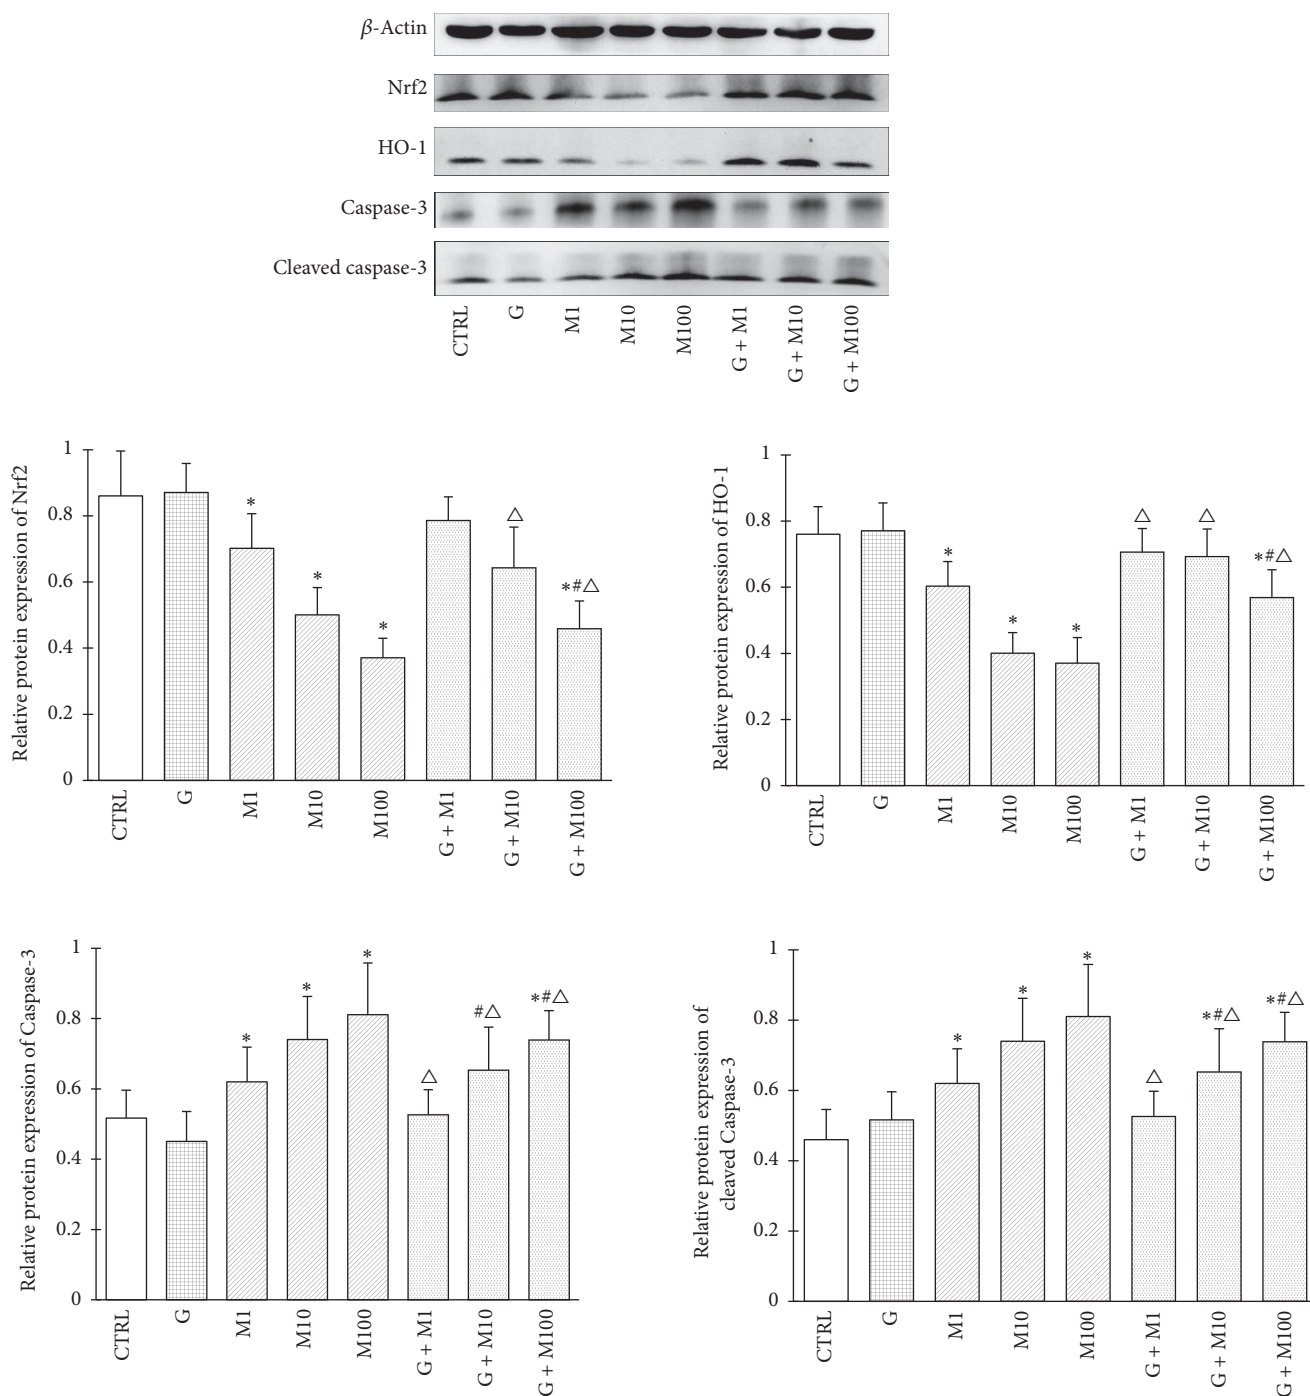 β-Actin
Nrf2
HO-1
Caspase-3
Cleaved caspase-3
CTRL
G
M1
M10
M100
G + M1
G + M10
G + M100
Relative protein expression of Nrf2
1
0.8
0.6
0.4
0.2
0
*
*
*
△
*#△
CTRL
G
M1
M10
M100
G + M1
G + M10
G + M100
Relative protein expression of HO-1
1
0.8
0.6
0.4
0.2
0
*
*
*
△
△
*#△
CTRL
G
M1
M10
M100
G + M1
G + M10
G + M100
Relative protein expression of Caspase-3
1
0.8
0.6
0.4
0.2
0
*
*
*
△
#△
*#△
CTRL
G
M1
M10
M100
G + M1
G + M10
G + M100
Relative protein expression of
cleaved Caspase-3
1
0.8
0.6
0.4
0.2
0
*
*
*
△
*#△
*#△
CTRL
G
M1
M10
M100
G + M1
G + M10
G + M100